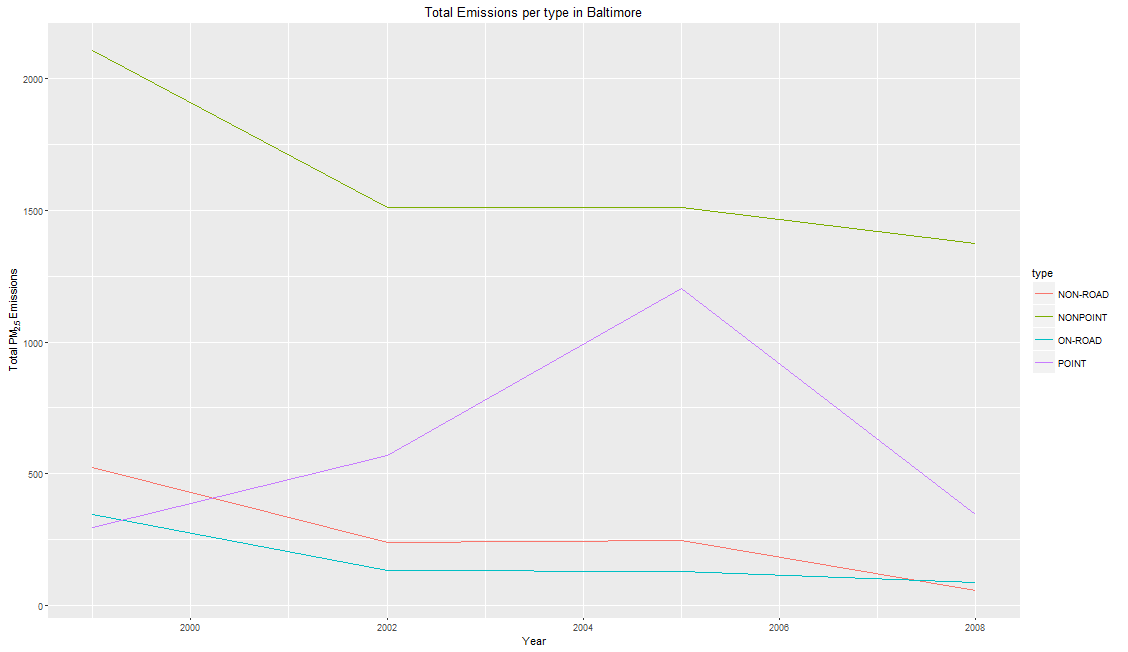 Total Emissions per type in Baltimore
2000
1500
1000
500
0
Total PM2.5 Emissions
2000
2002
2004
2006
2008
Year
type
NON-ROAD
NONPOINT
ON-ROAD
POINT